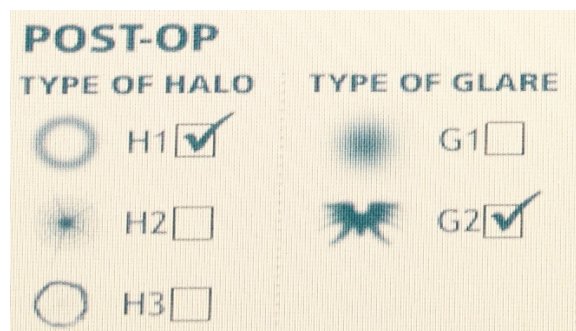 POST-OP
TYPE OF HALO
H1
H2
H3
TYPE OF GLARE
G1
G2